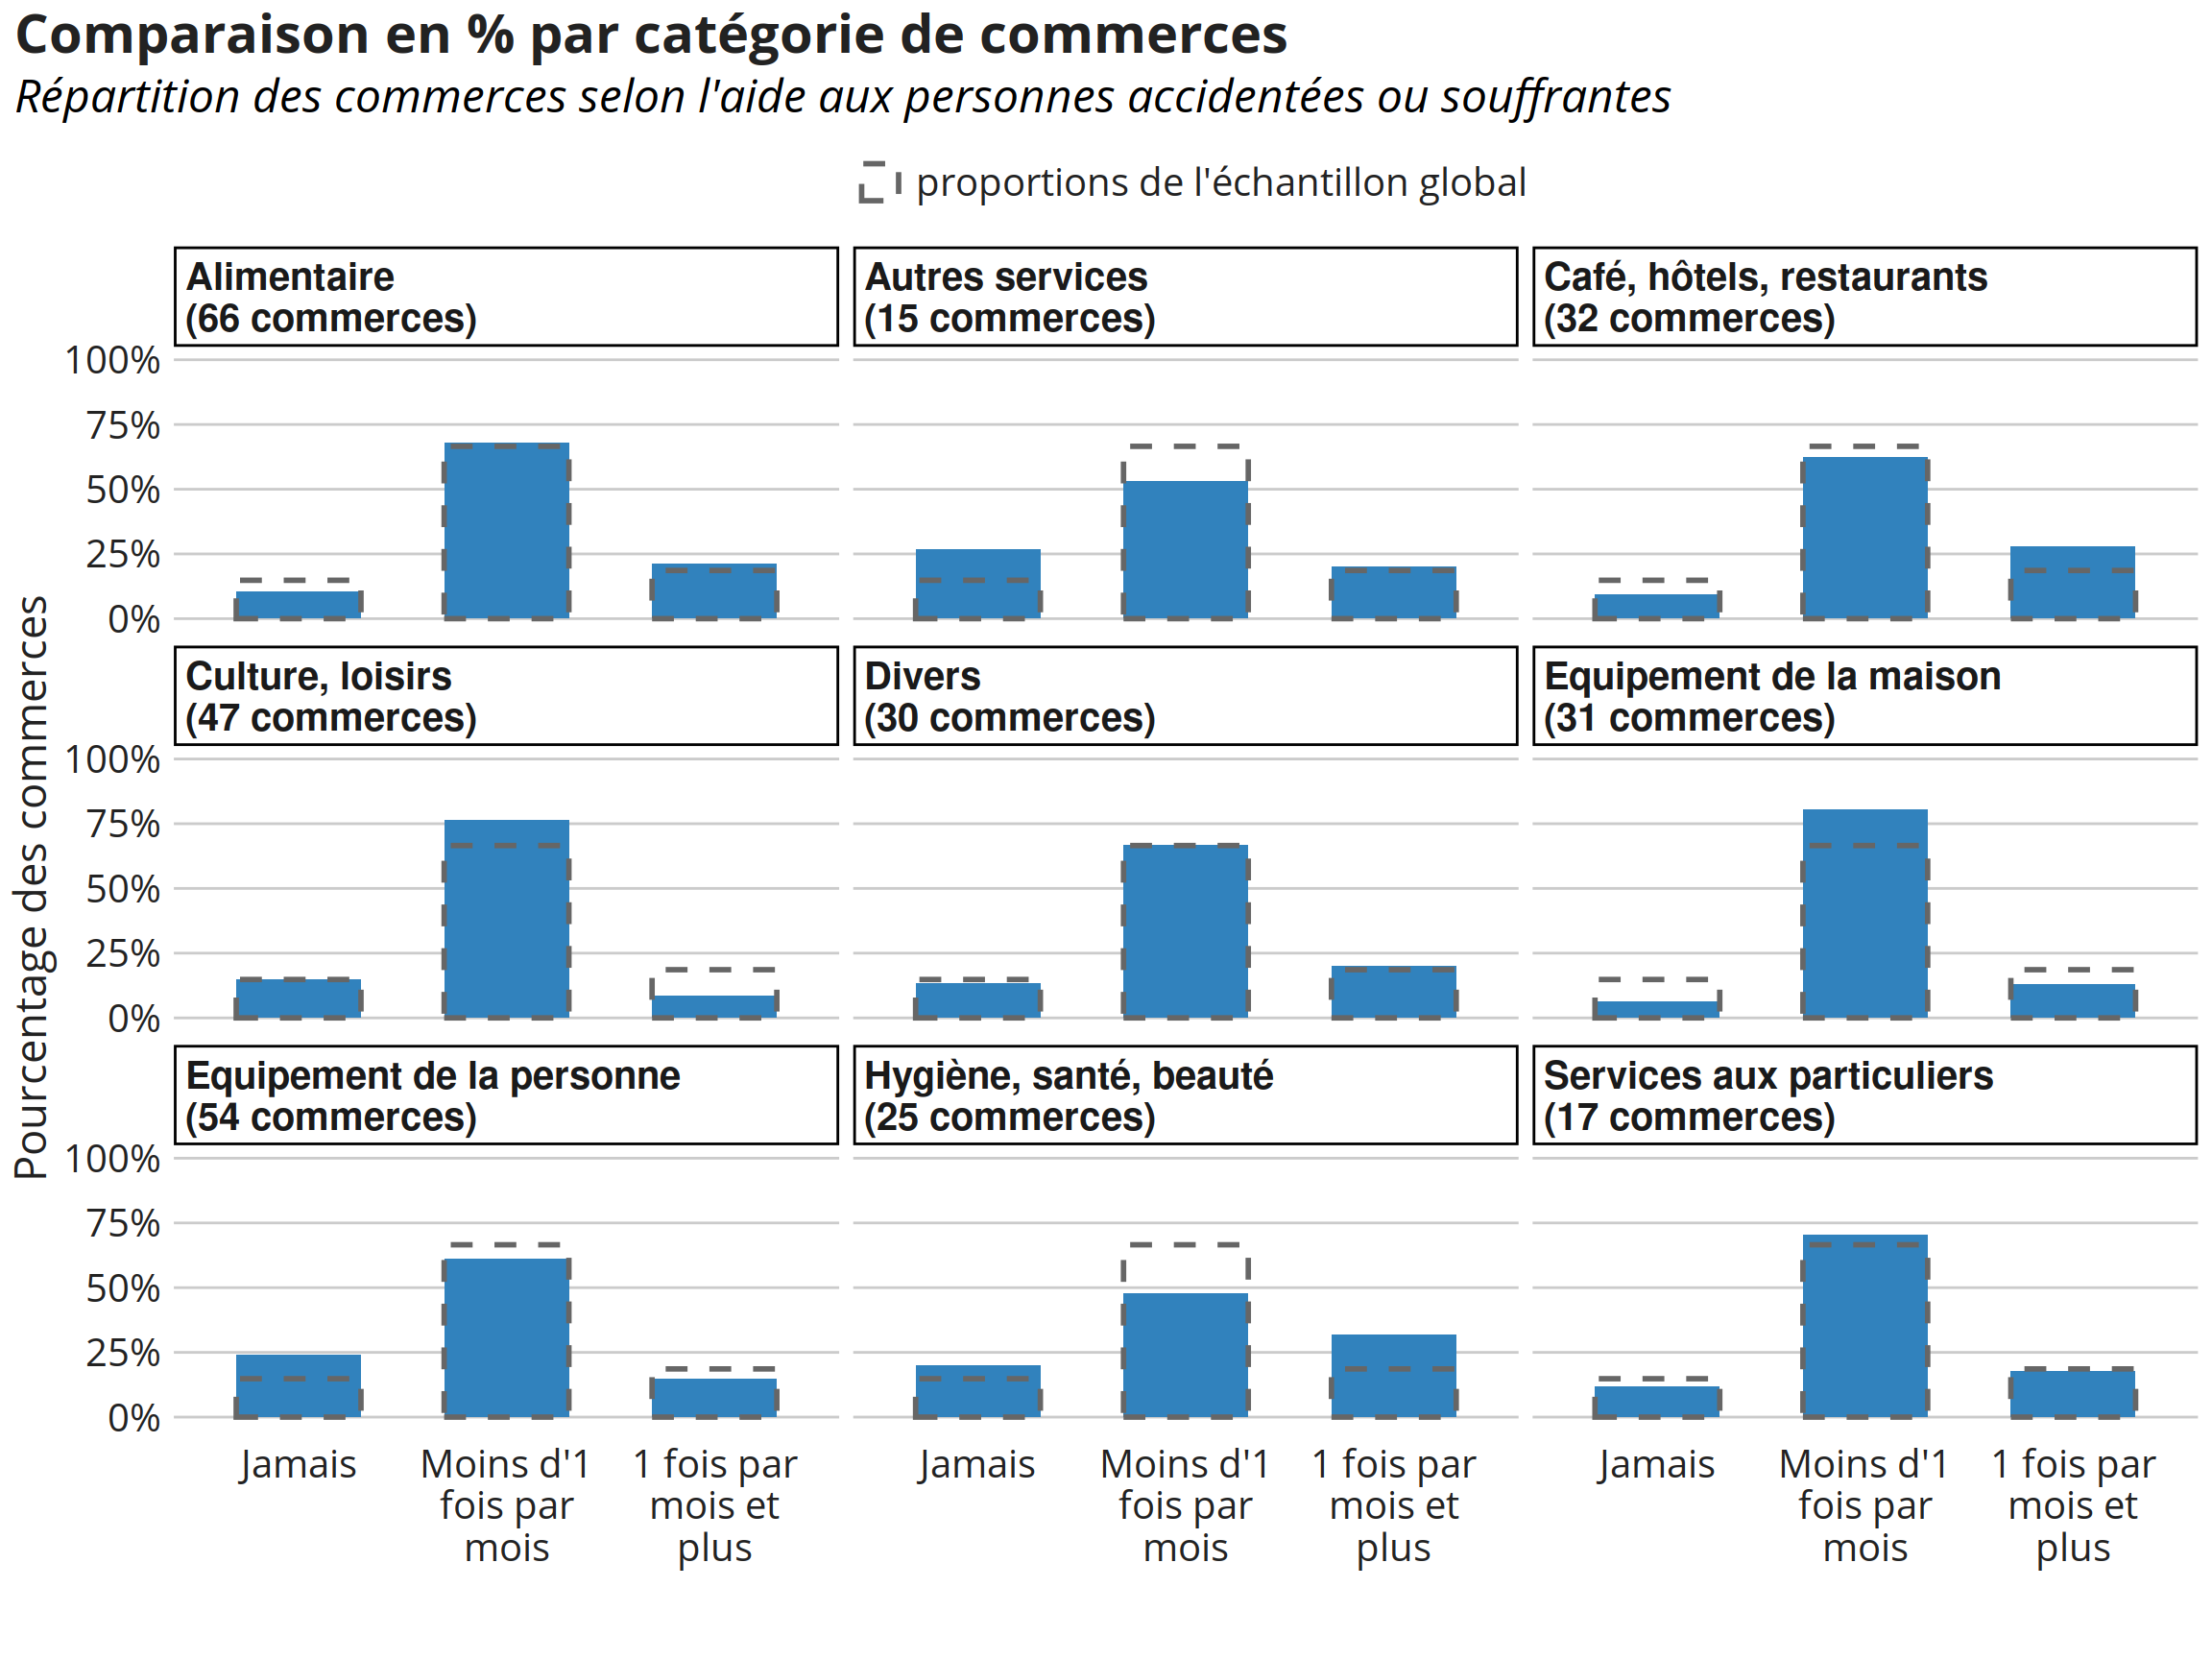 Comparaison en % par catégorie de commerces
Répartition des commerces selon l'aide aux personnes accidentées ou souffrantes
proportions de l'échantillon global
Pourcentage des commerces
Alimentaire
(66 commerces)
Autres services
(15 commerces)
Café, hôtels, restaurants
(32 commerces)
100%
75%
50%
25%
0%
Culture, loisirs
(47 commerces)
Divers
(30 commerces)
Equipement de la maison
(31 commerces)
100%
75%
50%
25%
0%
Equipement de la personne
(54 commerces)
Hygiène, santé, beauté
(25 commerces)
Services aux particuliers
(17 commerces)
100%
75%
50%
25%
0%
Jamais
Moins d'1
fois par
mois
1 fois par
mois et
plus
Jamais
Moins d'1
fois par
mois
1 fois par
mois et
plus
Jamais
Moins d'1
fois par
mois
1 fois par
mois et
plus